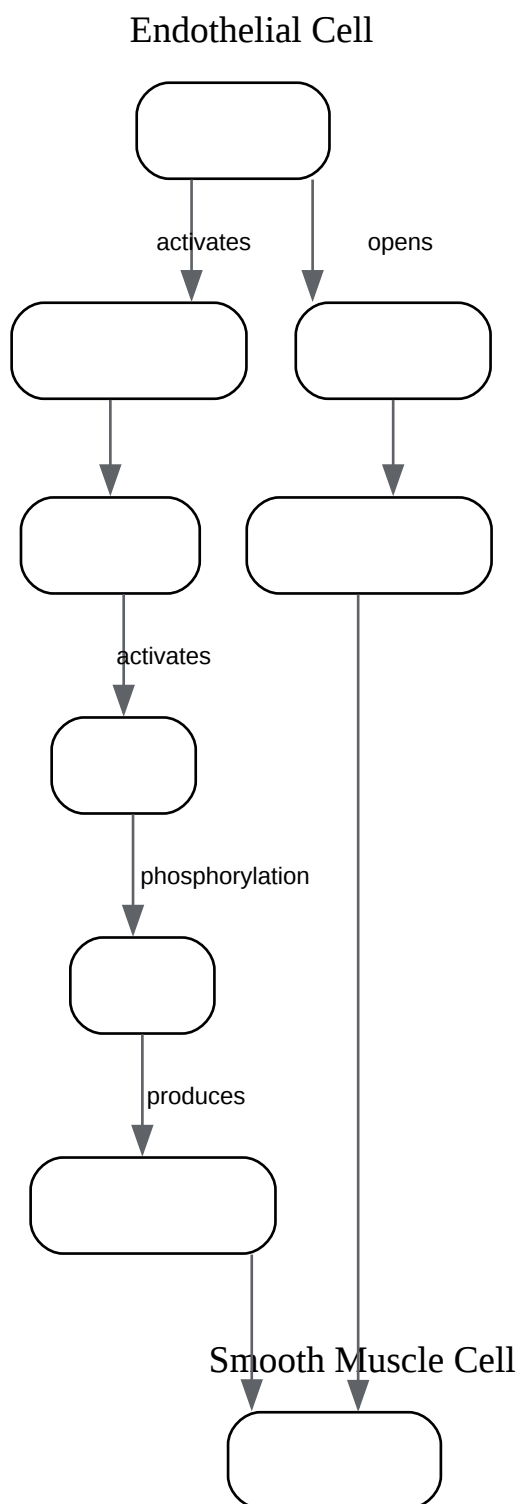 Endothelial Cell
activates
opens
activates
phosphorylation
produces
Smooth Muscle Cell